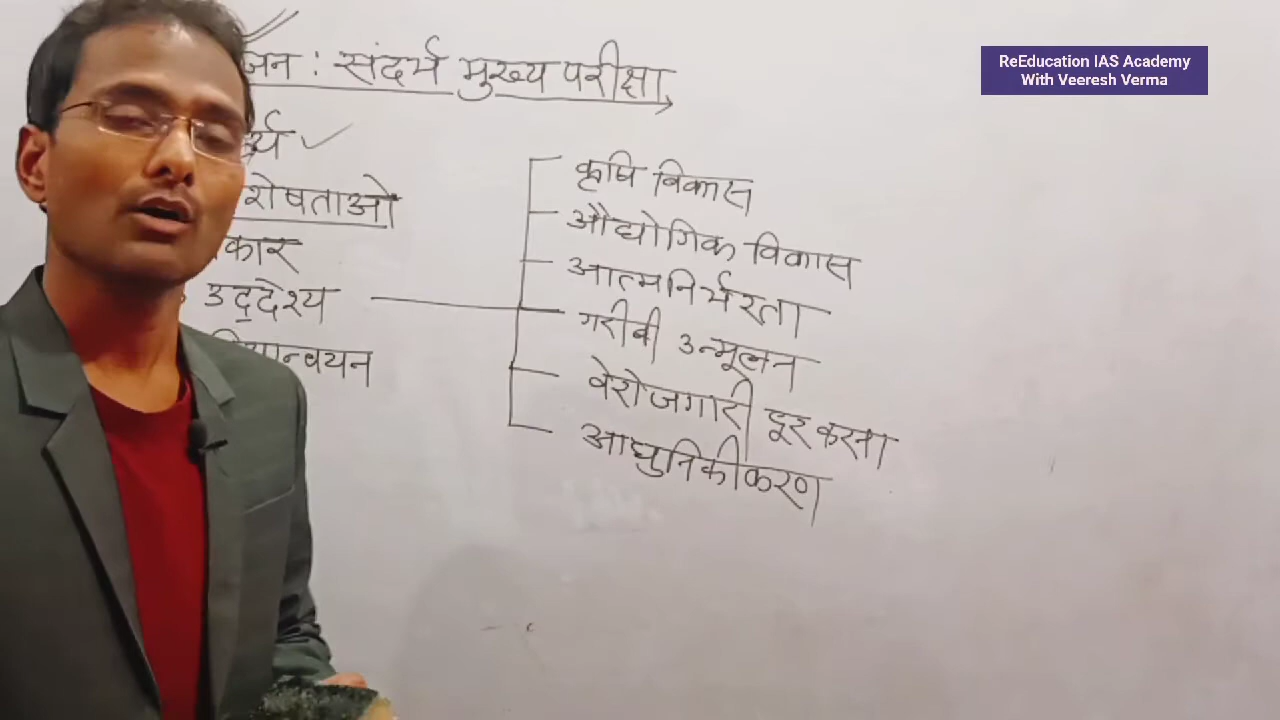 जन : संदर्भ मुख्य परीक्षा,
ReEducation IAS Academy
With Veeresh Verma
र्थ
शेषताओ
कार
उद्देश्य
न्वयन
कृषि विकास
औद्योगिक विकास
आत्मनिर्भरता
गरीबी उन्मूलन
बेरोजगारी दूर करना
आधुनिकीकरण